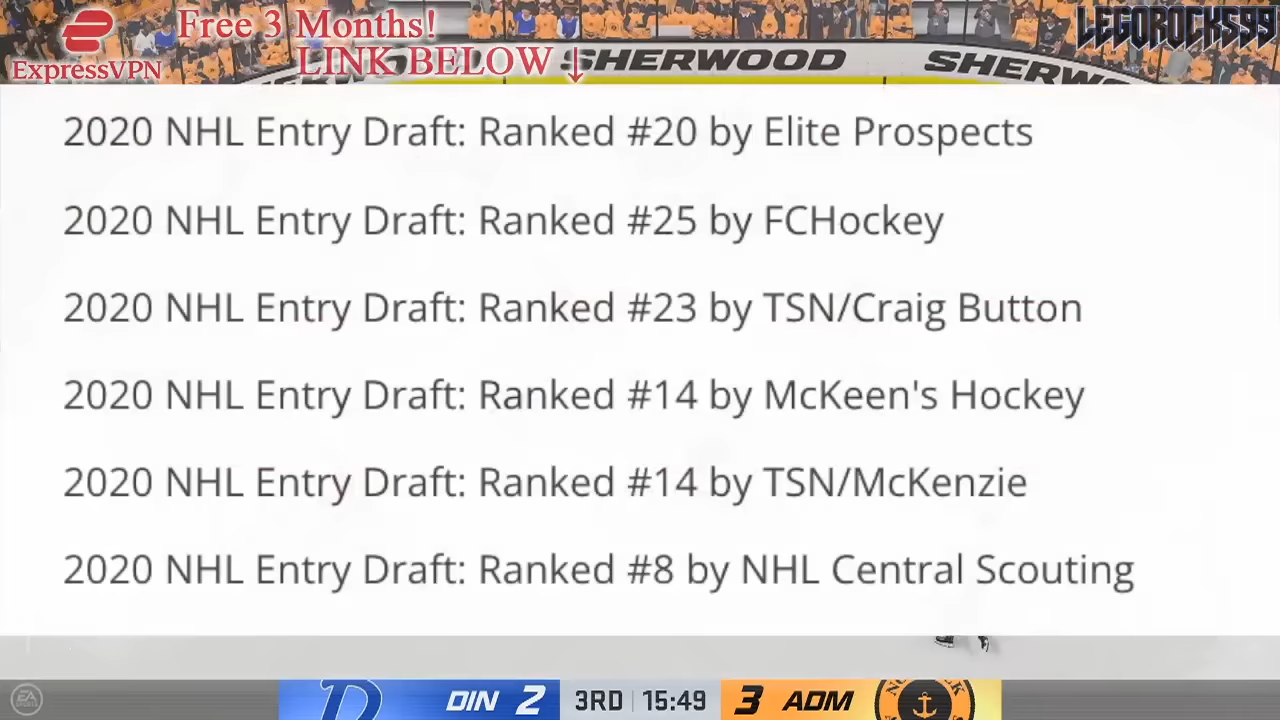 Free 3 Months!
LEGOROCKS99
ExpressVPN
LINK BELOW ↓
SHERWOOD
SHERW
2020 NHL Entry Draft: Ranked #20 by Elite Prospects
2020 NHL Entry Draft: Ranked #25 by FCHockey
2020 NHL Entry Draft: Ranked #23 by TSN/Craig Button
2020 NHL Entry Draft: Ranked #14 by McKeen's Hockey
2020 NHL Entry Draft: Ranked #14 by TSN/McKenzie
2020 NHL Entry Draft: Ranked #8 by NHL Central Scouting
EA SPORTS
D DIN 2 3RD 15:49 3 ADM